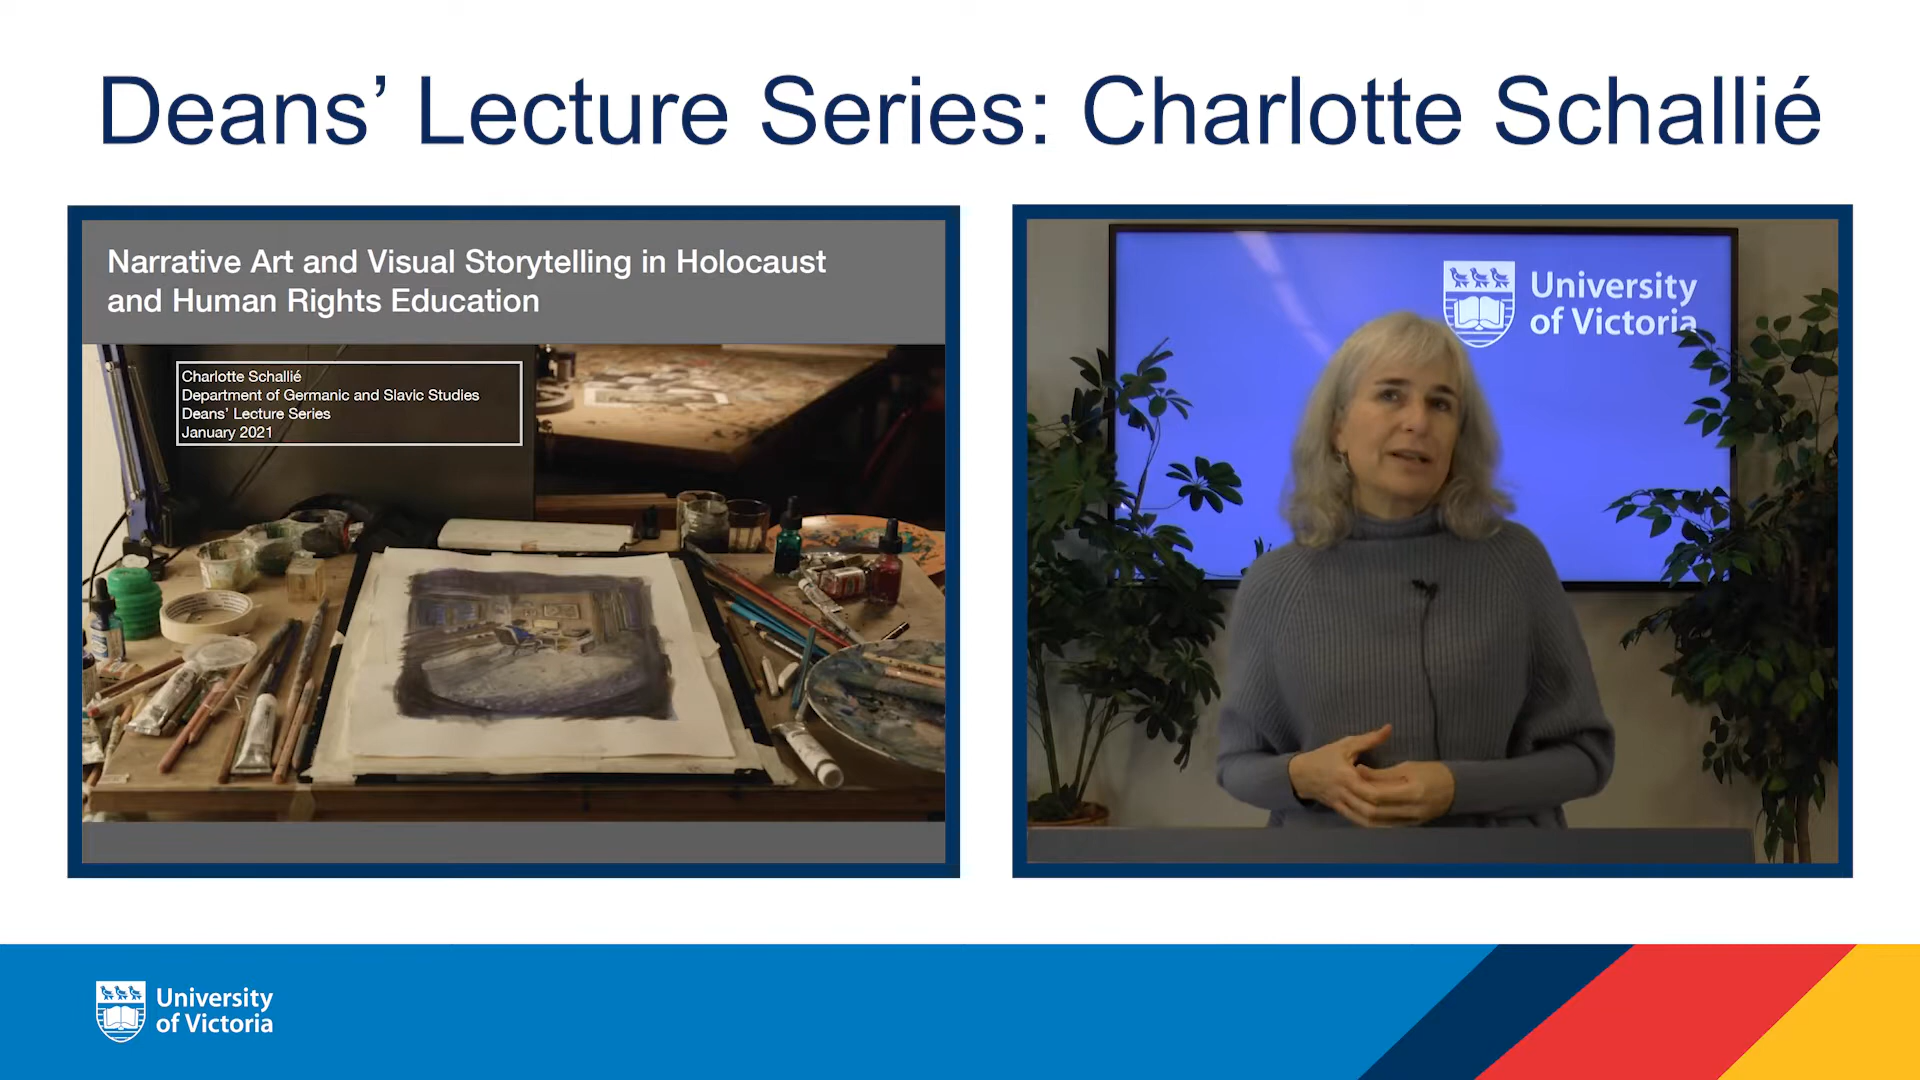 Deans’ Lecture Series: Charlotte Schallié
Narrative Art and Visual Storytelling in Holocaust
and Human Rights Education
Charlotte Schallié
Department of Germanic and Slavic Studies
Deans’ Lecture Series
January 2021
University
of Victoria
University
of Victoria